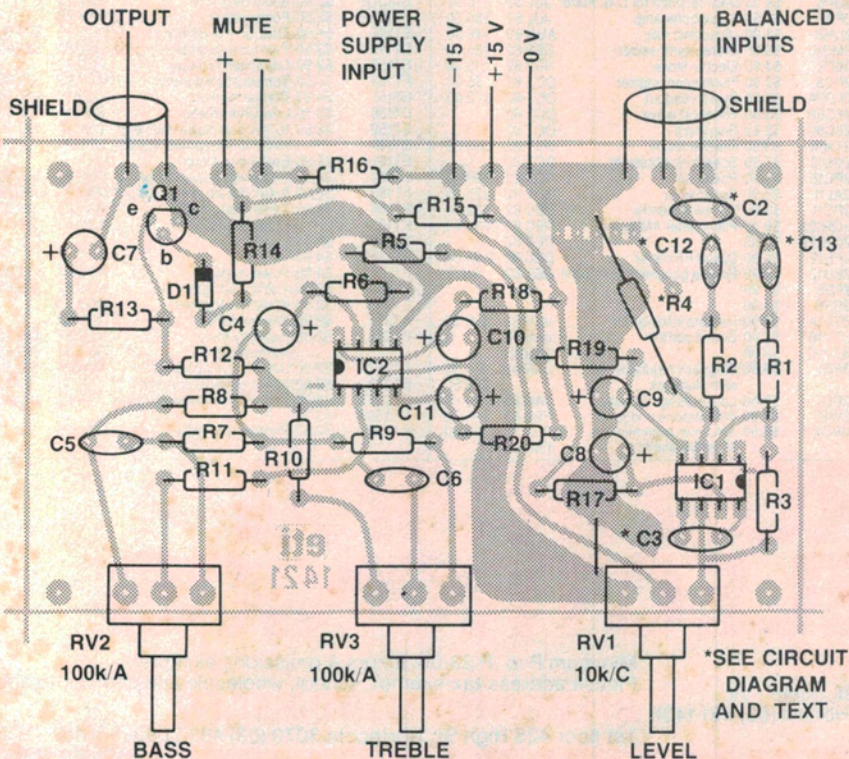 OUTPUT
MUTE
+ −
POWER
SUPPLY
INPUT
−15 V
+15 V
0 V
BALANCED
INPUTS
SHIELD
SHIELD
Q1
e c
b
+ C7
R16
R15
R14
R5
D1
R6
R13
C4 +
R18
+ C10
*C2
*C12
*C13
*R4
R12
IC2
R19
R2
R1
R8
C11 +
+ C9
C5
R7
R10
R9
R20
C8 +
R11
C6
R17
IC1
R3
*C3
eti
1421
RV2
100k/A
RV3
100k/A
RV1
10k/C
*SEE CIRCUIT
DIAGRAM
AND TEXT
BASS
TREBLE
LEVEL